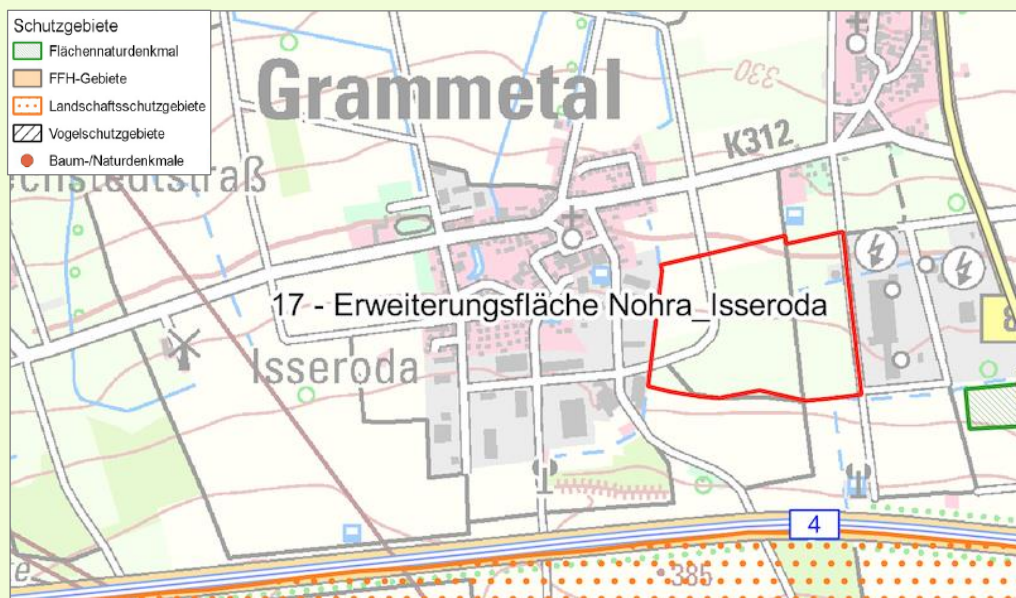 Schutzgebiete
Flächennaturdenkmal
FFH-Gebiete
Landschaftsschutzgebiete
Vogelschutzgebiete
Baum-/Naturdenkmale
Grammetal
330
K312
17 - Erweiterungsfläche Nohra_Isseroda
Isseroda
4
385